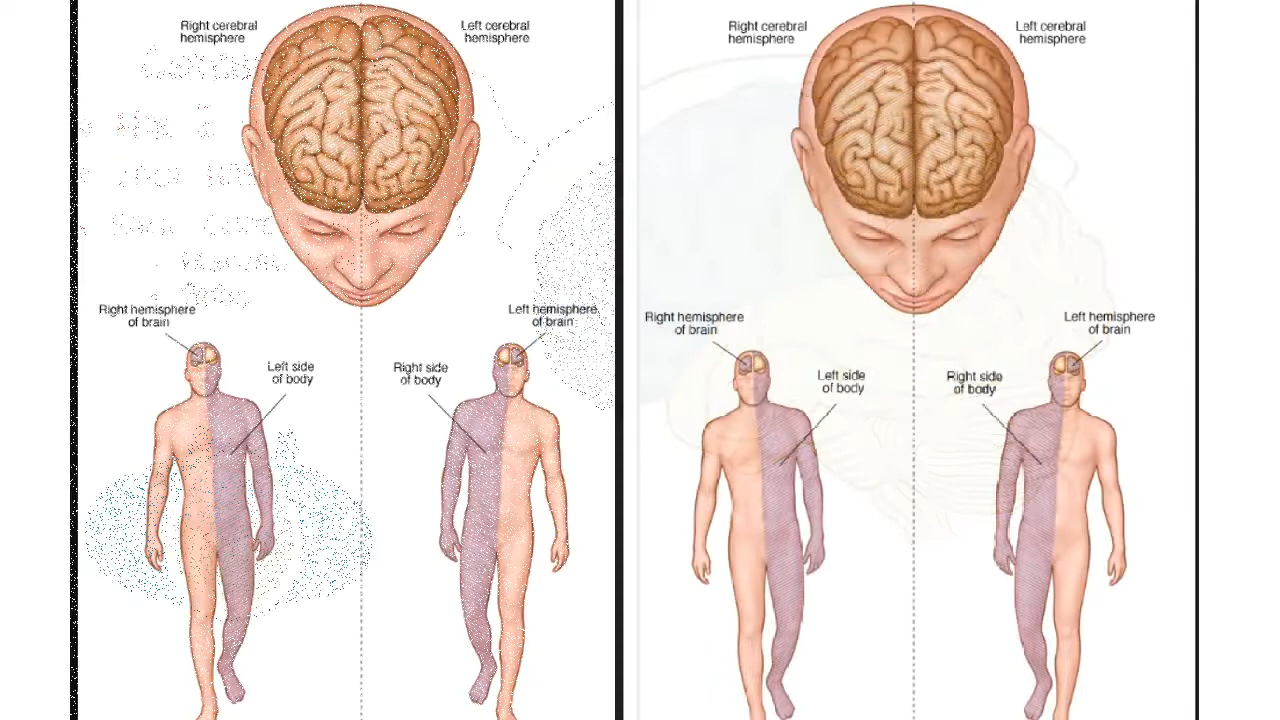 Right cerebral
hemisphere
Left cerebral
hemisphere
Right hemisphere
of brain
Left hemisphere
of brain
Left side
of body
Right side
of body
Right cerebral
hemisphere
Left cerebral
hemisphere
Right hemisphere
of brain
Left hemisphere
of brain
Left side
of body
Right side
of body